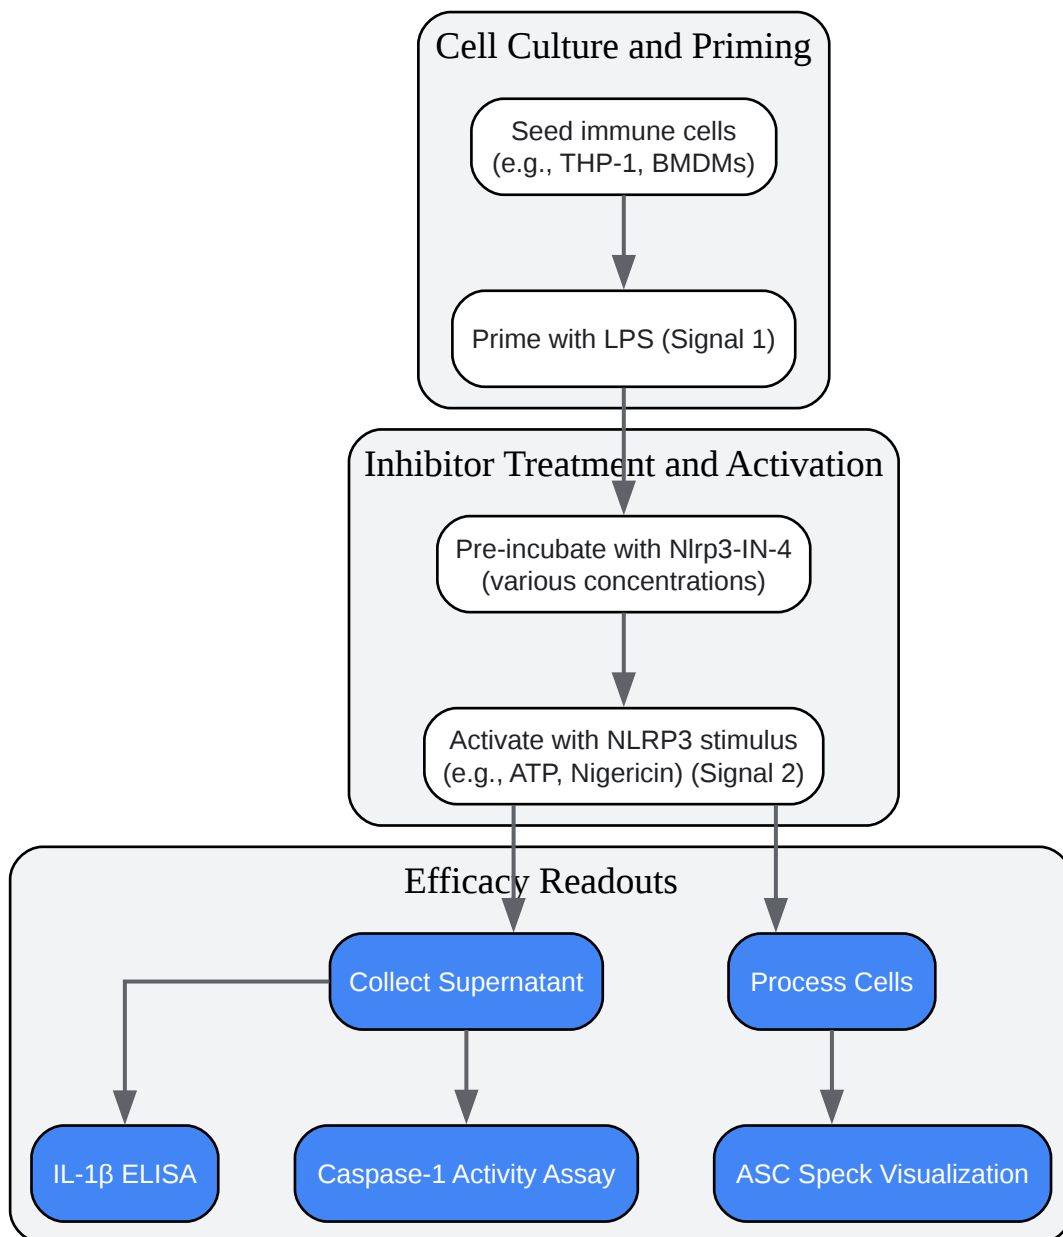 Cell Culture and Priming
Seed immune cells
(e.g., THP-1, BMDMs)
Prime with LPS (Signal 1)
Inhibitor Treatment and Activation
Pre-incubate with Nlrp3-IN-4
(various concentrations)
Activate with NLRP3 stimulus
(e.g., ATP, Nigericin) (Signal 2)
Efficacy Readouts
Collect Supernatant
Process Cells
IL-1β ELISA
Caspase-1 Activity Assay
ASC Speck Visualization